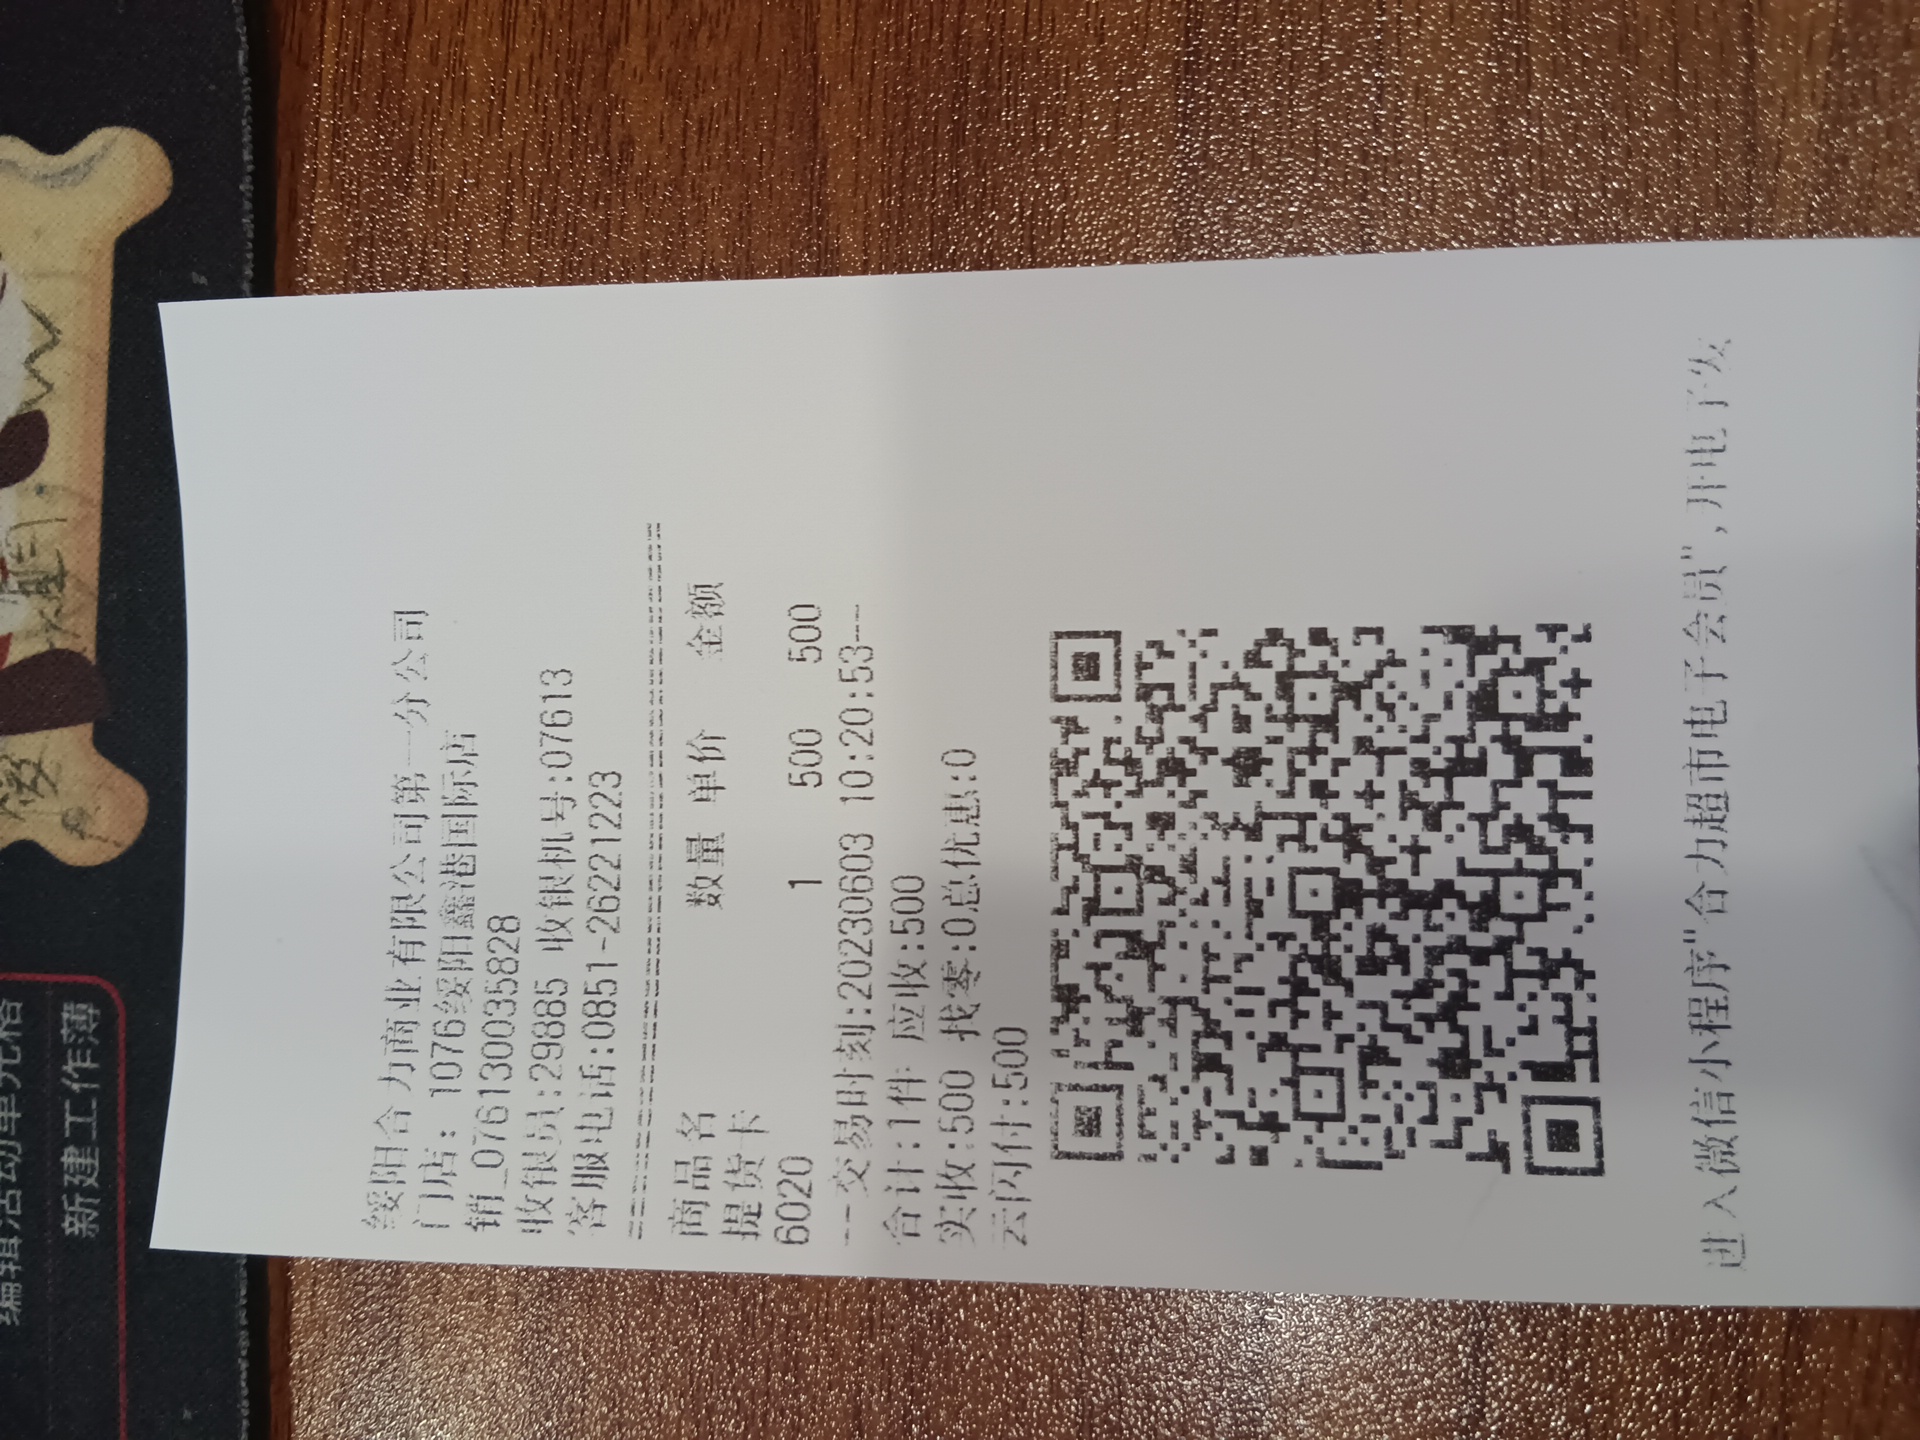 绥阳合力商业有限公司第一分公司
门店: 1076绥阳鑫港国际店
销_076130035828
收银员:29885 收银机号:07613
客服电话:0851-26221223
商品名 数量 单价 金额
提货卡
6020 1 500 500
---交易时刻:20230603 10:20:53--
合计:1件 应收:500
实收:500 找零:0总优惠:0
云闪付:500
进入微信小程序"合力超市电子会员",开电子发
新建工作簿